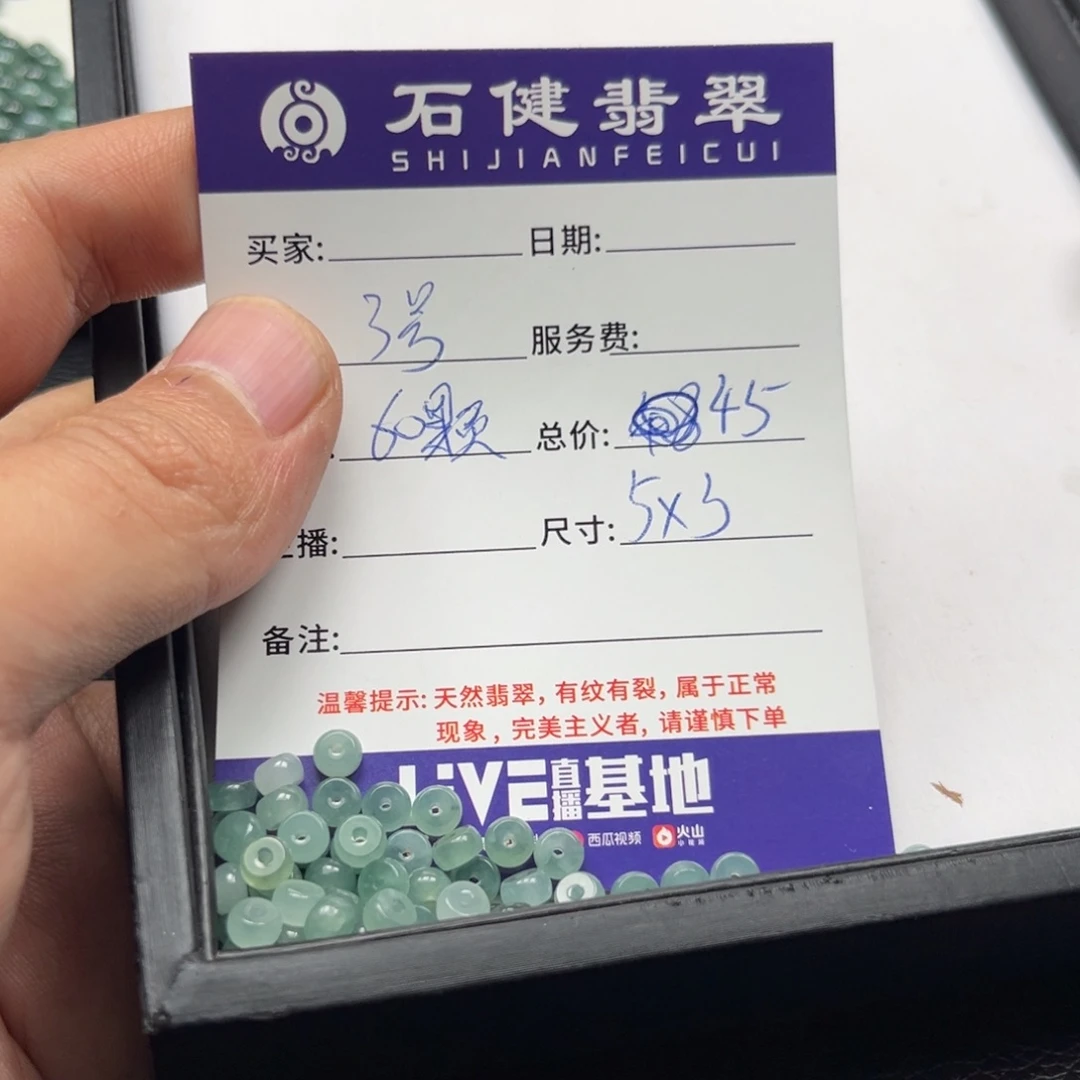 石健翡翠
SHIJIANFEICUI
买家: 日期:
3号 服务费:
60颗 总价: 45
播: 尺寸: 5x3
备注:
温馨提示: 天然翡翠, 有纹有裂, 属于正常
现象, 完美主义者, 请谨慎下单
LiVE直播基地
西瓜视频 火山